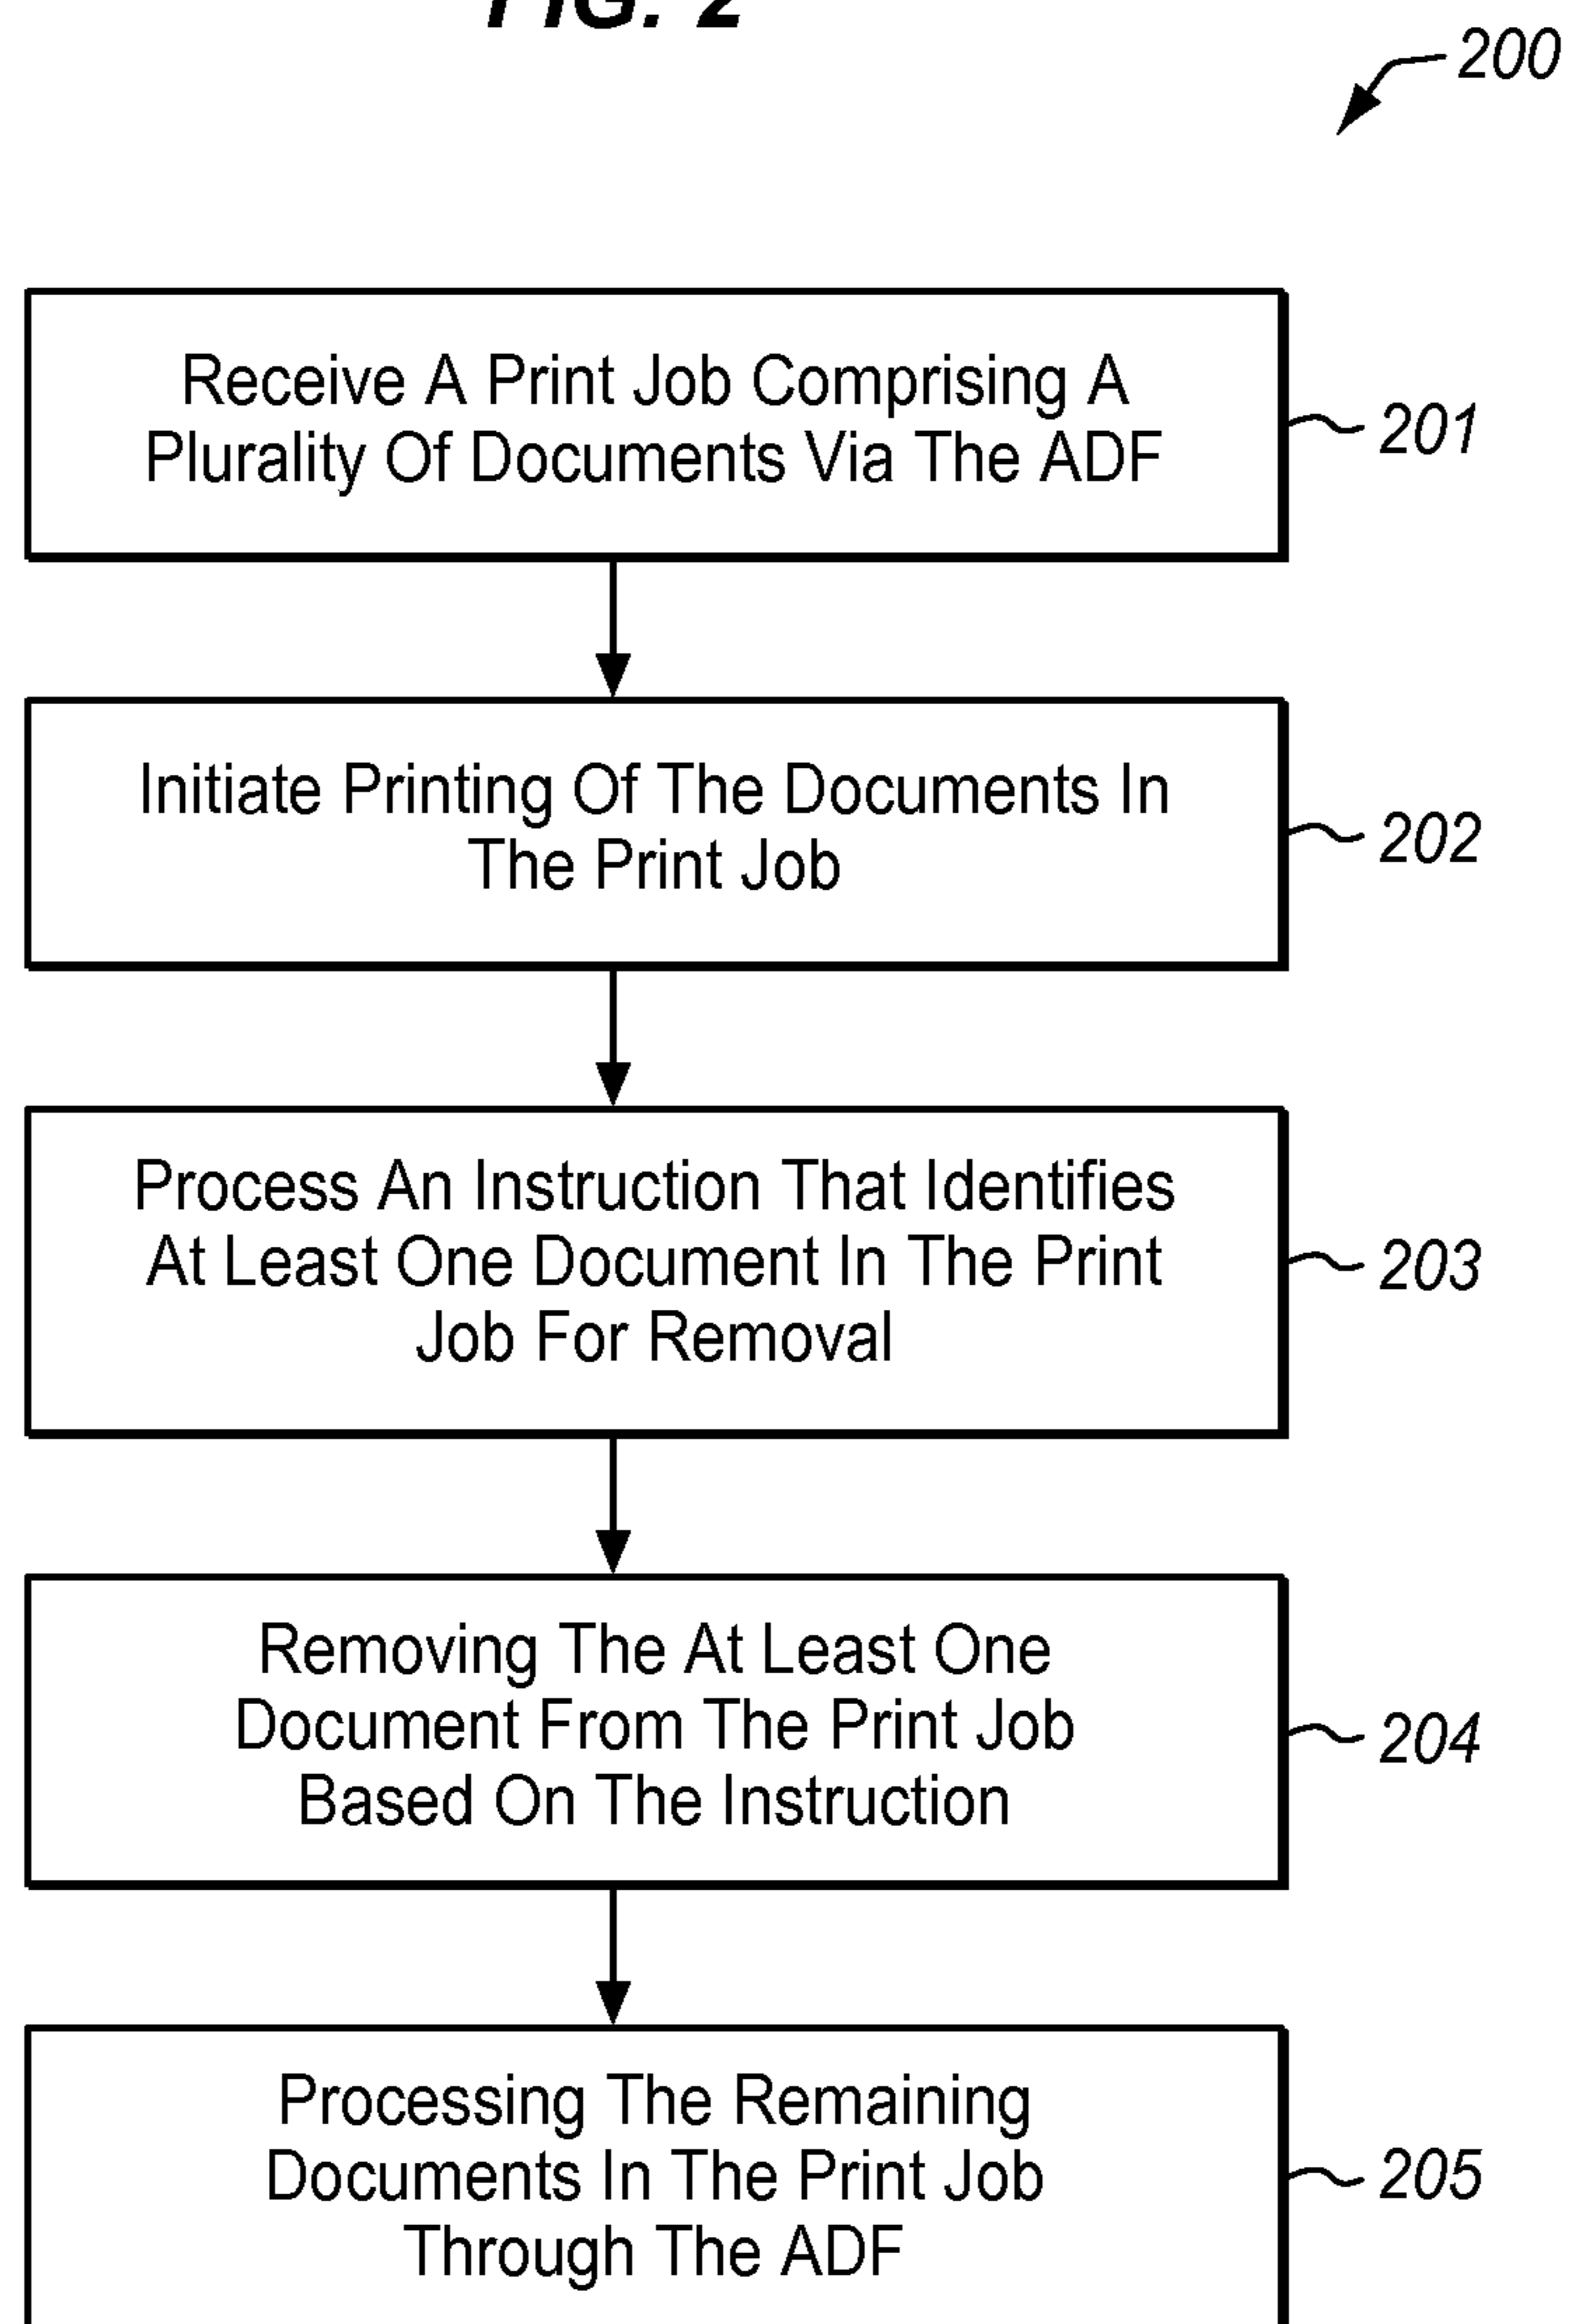 FIG. 2
200
Receive A Print Job Comprising A
Plurality Of Documents Via The ADF
201
Initiate Printing Of The Documents In
The Print Job
202
Process An Instruction That Identifies
At Least One Document In The Print
Job For Removal
203
Removing The At Least One
Document From The Print Job
Based On The Instruction
204
Processing The Remaining
Documents In The Print Job
Through The ADF
205